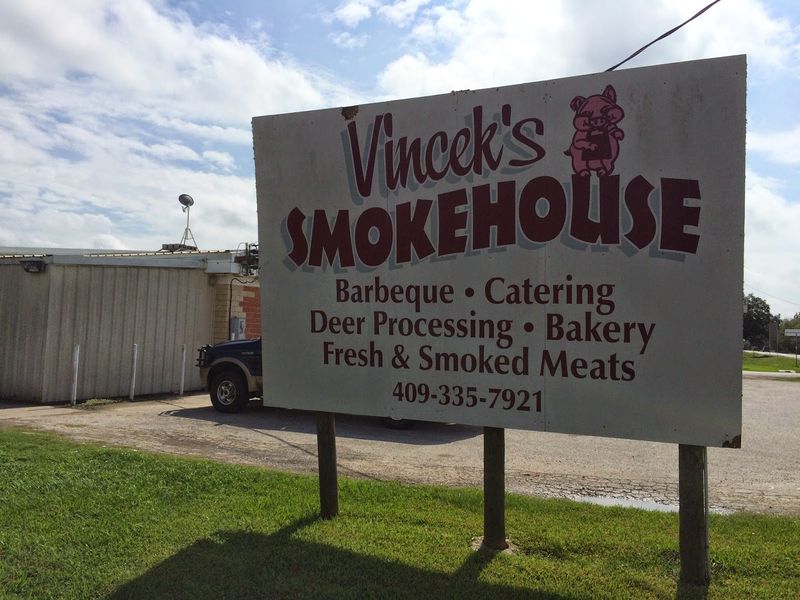 Vincek's
SMOKEHOUSE
Barbeque • Catering
Deer Processing • Bakery
Fresh & Smoked Meats
409-335-7921